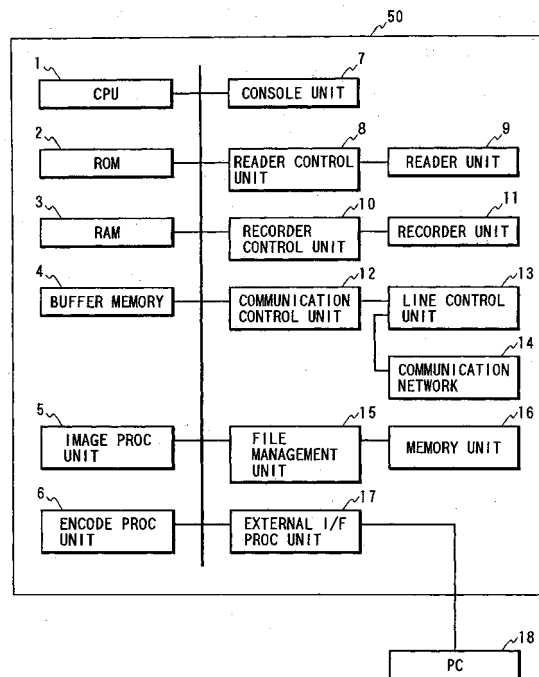 50
1
7
CPU
CONSOLE UNIT
2
8
9
ROM
READER CONTROL
UNIT
READER UNIT
3
10
11
RAM
RECORDER
CONTROL UNIT
RECORDER UNIT
4
12
13
BUFFER MEMORY
COMMUNICATION
CONTROL UNIT
LINE CONTROL
UNIT
14
COMMUNICATION
NETWORK
5
15
16
IMAGE PROC
UNIT
FILE
MANAGEMENT
UNIT
MEMORY UNIT
6
17
ENCODE PROC
UNIT
EXTERNAL I/F
PROC UNIT
18
PC